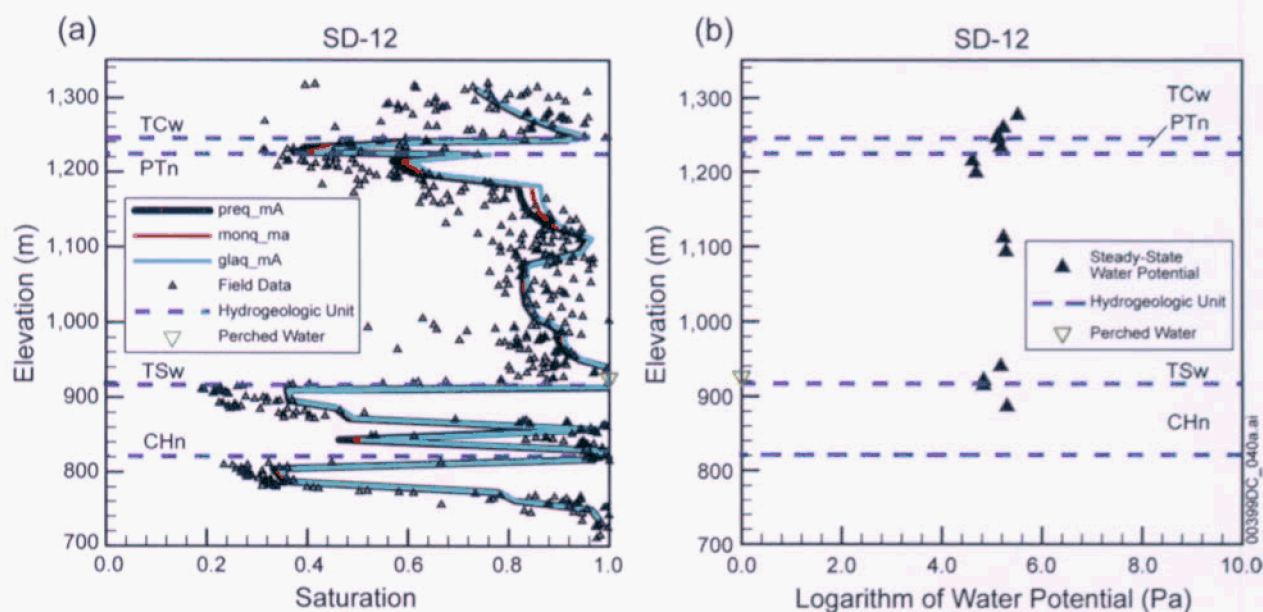 (a)
SD-12
1,300
1,200
1,100
1,000
900
800
700
Elevation (m)
TCw
PTn
preq_mA
monq_ma
glaq_mA
Field Data
Hydrogeologic Unit
Perched Water
TSw
CHn
0.0
0.2
0.4
0.6
0.8
1.0
Saturation
(b)
SD-12
1,300
1,200
1,100
1,000
900
800
700
Elevation (m)
TCw
PTn
Steady-State
Water Potential
Hydrogeologic Unit
Perched Water
TSw
CHn
0.0
2.0
4.0
6.0
8.0
10.0
Logarithm of Water Potential (Pa)
00399DC_040a.ai